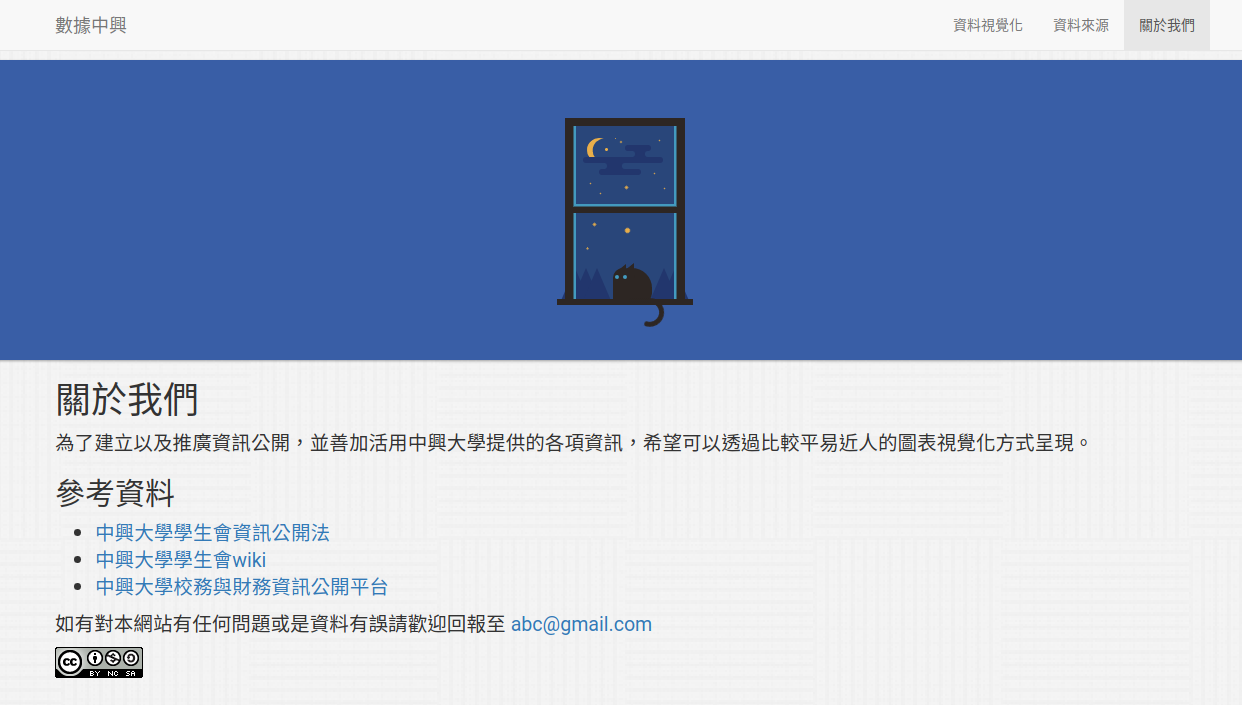 數據中興
資料視覺化 資料來源 關於我們
關於我們
為了建立以及推廣資訊公開，並善加活用中興大學提供的各項資訊，希望可以透過比較平易近人的圖表視覺化方式呈現。
參考資料
中興大學學生會資訊公開法
中興大學學生會wiki
中興大學校務與財務資訊公開平台
如有對本網站有任何問題或是資料有誤請歡迎回報至 abc@gmail.com
cc
BY NC SA